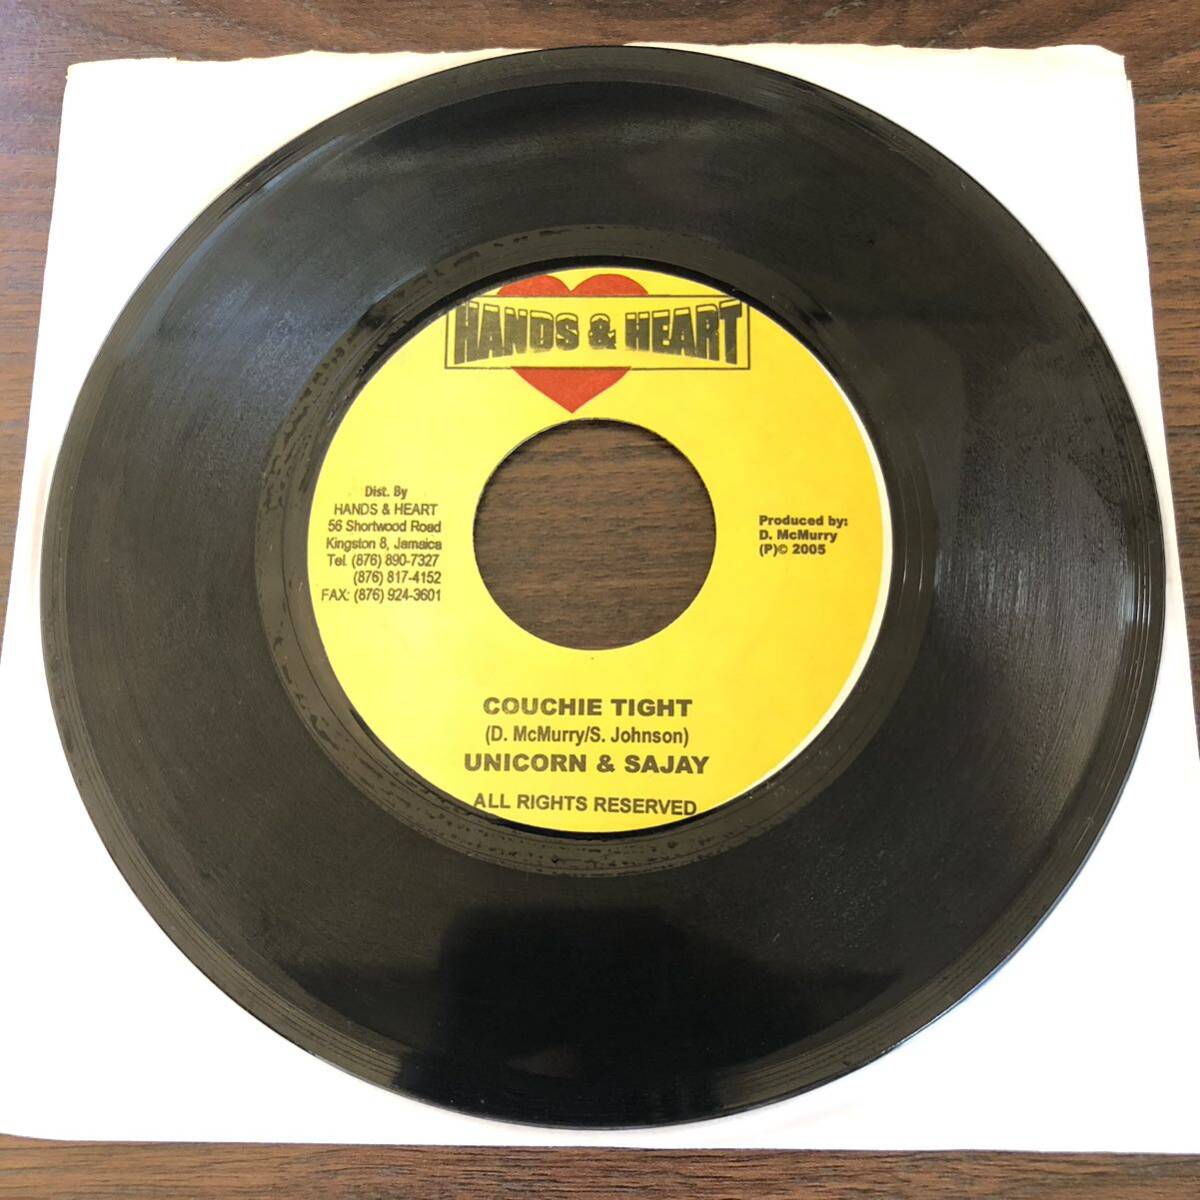 HANDS & HEART
Dist. By
HANDS & HEART
56 Shortwood Road
Kingston 8, Jamaica
Tel. (876) 890-7327
(876) 817-4152
FAX: (876) 924-3601
Produced by:
D. McMurry
(P)© 2005
COUCHIE TIGHT
(D. McMurry/S. Johnson)
UNICORN & SAJAY
ALL RIGHTS RESERVED